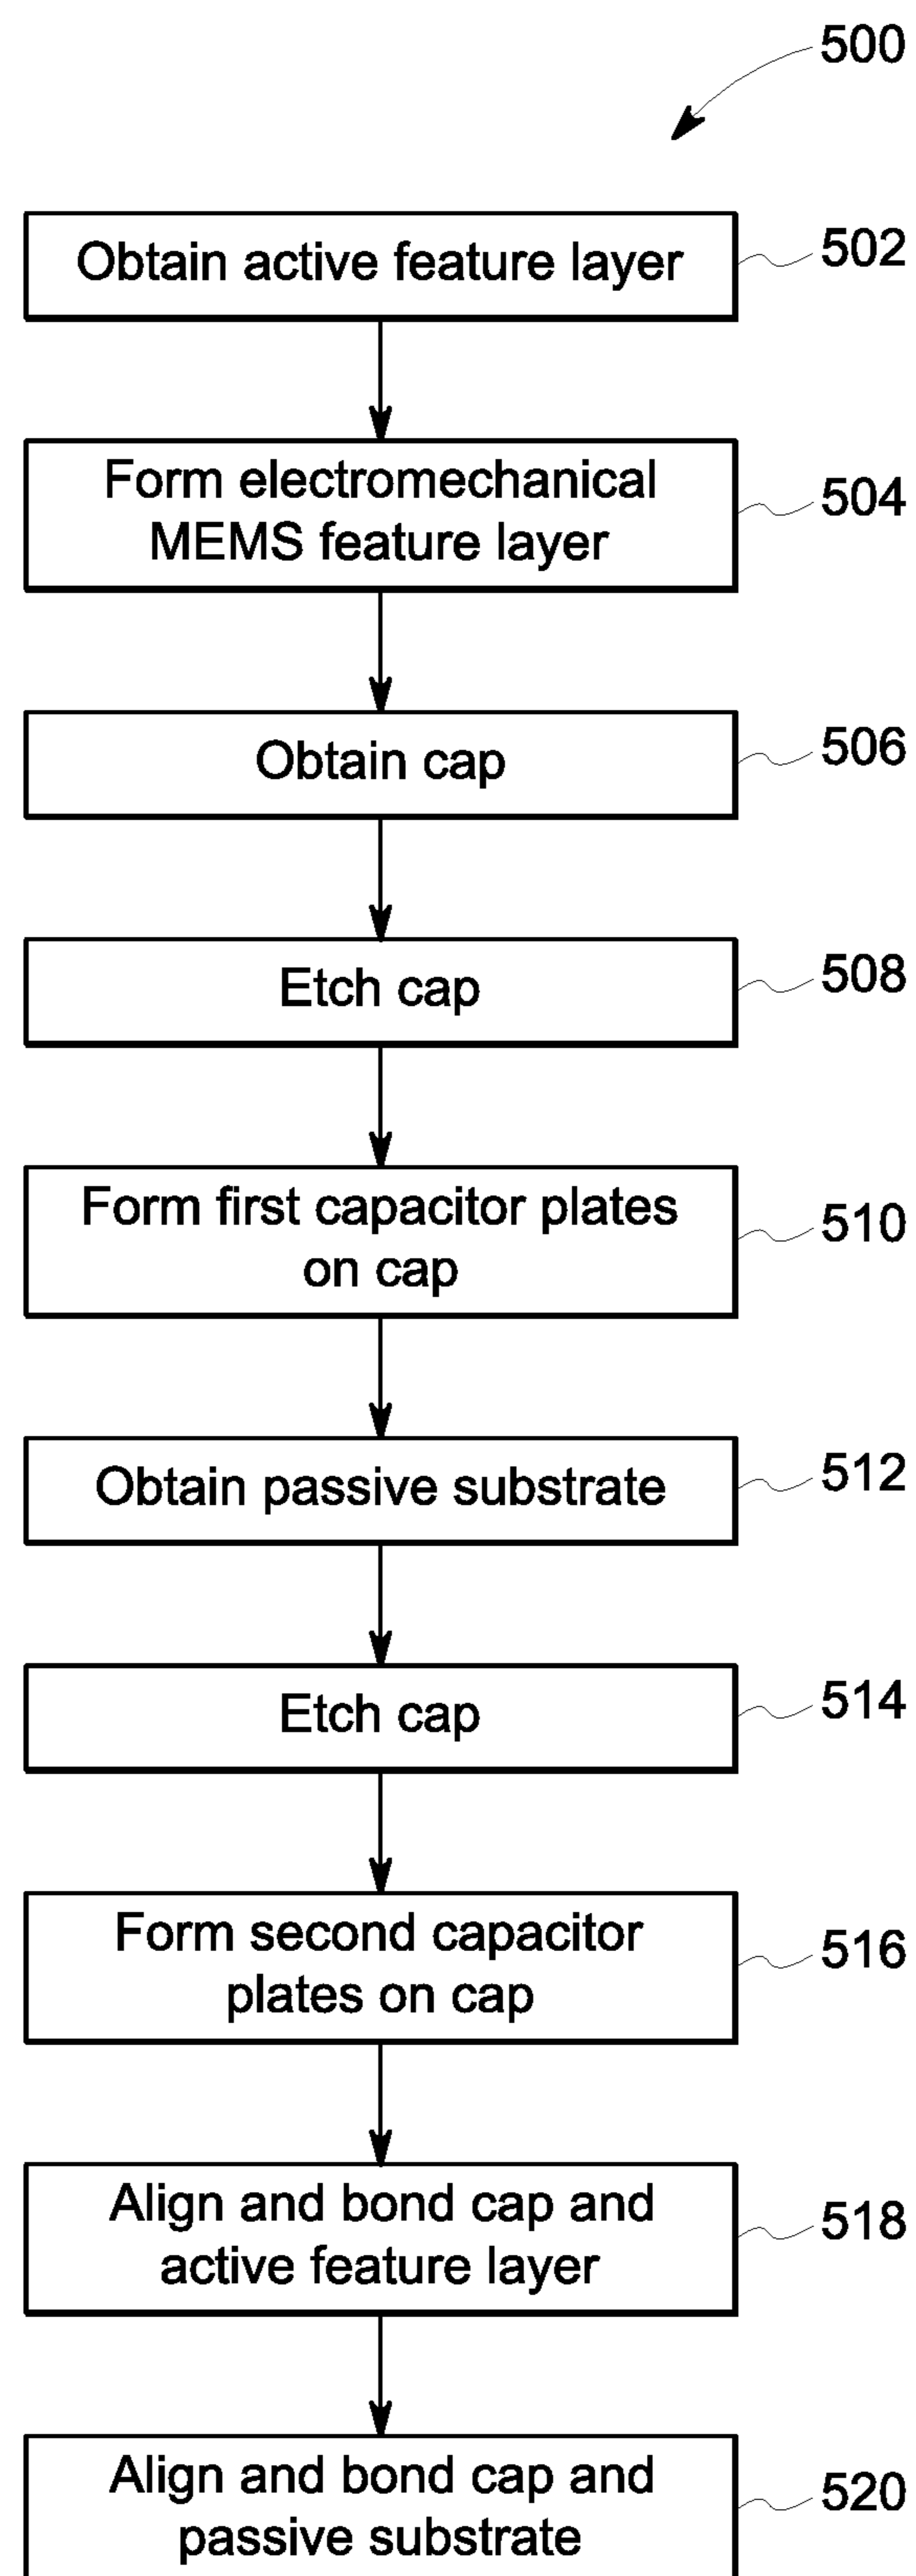 500
Obtain active feature layer
502
Form electromechanical
MEMS feature layer
504
Obtain cap
506
Etch cap
508
Form first capacitor plates
on cap
510
Obtain passive substrate
512
Etch cap
514
Form second capacitor
plates on cap
516
Align and bond cap and
active feature layer
518
Align and bond cap and
passive substrate
520